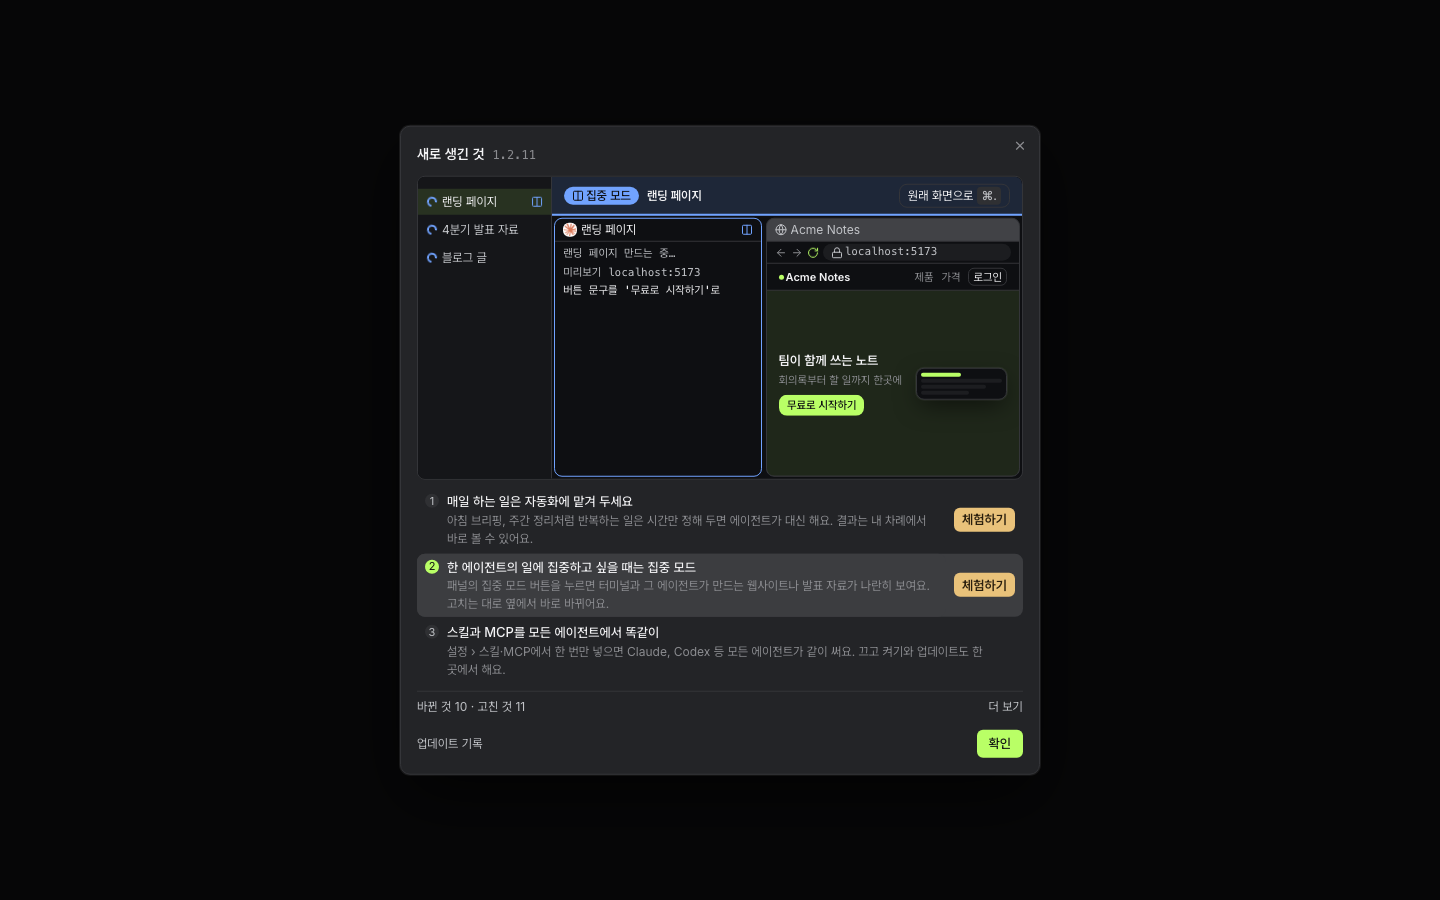 새로 생긴 것 1.2.11
랜딩 페이지
4분기 발표 자료
블로그 글
집중 모드 랜딩 페이지
원래 화면으로 ⌘.
랜딩 페이지
랜딩 페이지 만드는 중…
미리보기 localhost:5173
버튼 문구를 '무료로 시작하기'로
Acme Notes
localhost:5173
Acme Notes 제품 가격 로그인
팀이 함께 쓰는 노트
회의록부터 할 일까지 한곳에
무료로 시작하기
1 매일 하는 일은 자동화에 맡겨 두세요
아침 브리핑, 주간 정리처럼 반복하는 일은 시간만 정해 두면 에이전트가 대신 해요. 결과는 내 차례에서
바로 볼 수 있어요.
체험하기
2 한 에이전트의 일에 집중하고 싶을 때는 집중 모드
패널의 집중 모드 버튼을 누르면 터미널과 그 에이전트가 만드는 웹사이트나 발표 자료가 나란히 보여요.
고치는 대로 옆에서 바로 바뀌어요.
체험하기
3 스킬과 MCP를 모든 에이전트에서 똑같이
설정 › 스킬·MCP에서 한 번만 넣으면 Claude, Codex 등 모든 에이전트가 같이 써요. 끄고 켜기와 업데이트도 한
곳에서 해요.
바뀐 것 10 · 고친 것 11
더 보기
업데이트 기록
확인